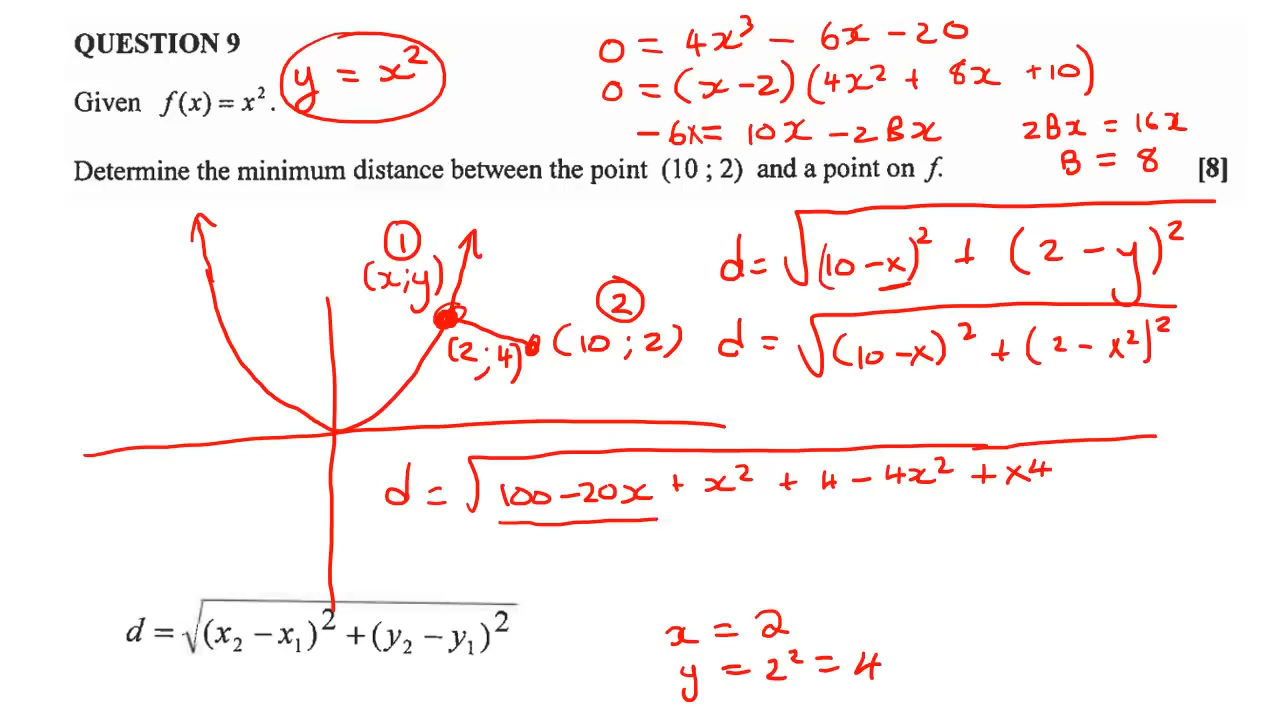 QUESTION 9
y = x²
Given f(x) = x².
0 = 4x³ − 6x − 20
0 = (x − 2)(4x² + 8x + 10)
−6x = 10x − 2Bx
2Bx = 16x
B = 8
Determine the minimum distance between the point (10 ; 2) and a point on f. [8]
①
(x;y)
②
(10 ; 2)
(2 ; 4)
d = √((10 − x)² + (2 − y)²)
d = √((10 − x)² + (2 − x²)²)
d = √(100 − 20x + x² + 4 − 4x² + x4)
d = √((x₂ − x₁)² + (y₂ − y₁)²)
x = 2
y = 2² = 4